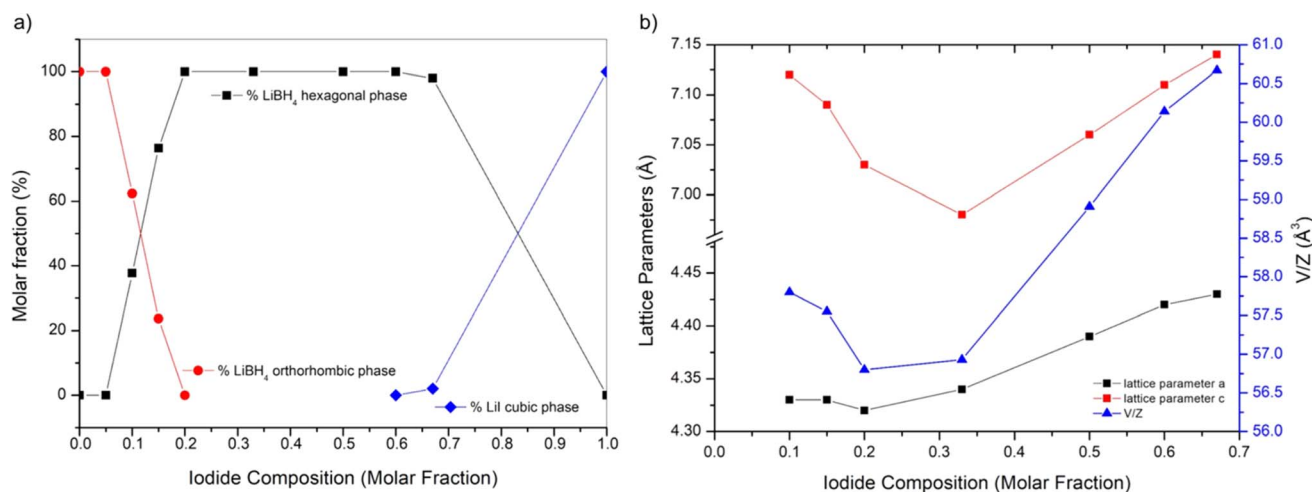 a)
Molar fraction (%)
100
80
60
40
20
0
% LiBH4 hexagonal phase
% LiBH4 orthorhombic phase
% LiI cubic phase
0.0 0.1 0.2 0.3 0.4 0.5 0.6 0.7 0.8 0.9 1.0
Iodide Composition (Molar Fraction)
b)
Lattice Parameters (Å)
7.15
7.10
7.05
7.00
4.45
4.40
4.35
4.30
lattice parameter a
lattice parameter c
V/Z
61.0
60.5
60.0
59.5
59.0
58.5
58.0
57.5
57.0
56.5
56.0
V/Z (Å3)
0.0 0.1 0.2 0.3 0.4 0.5 0.6 0.7
Iodide Composition (Molar Fraction)